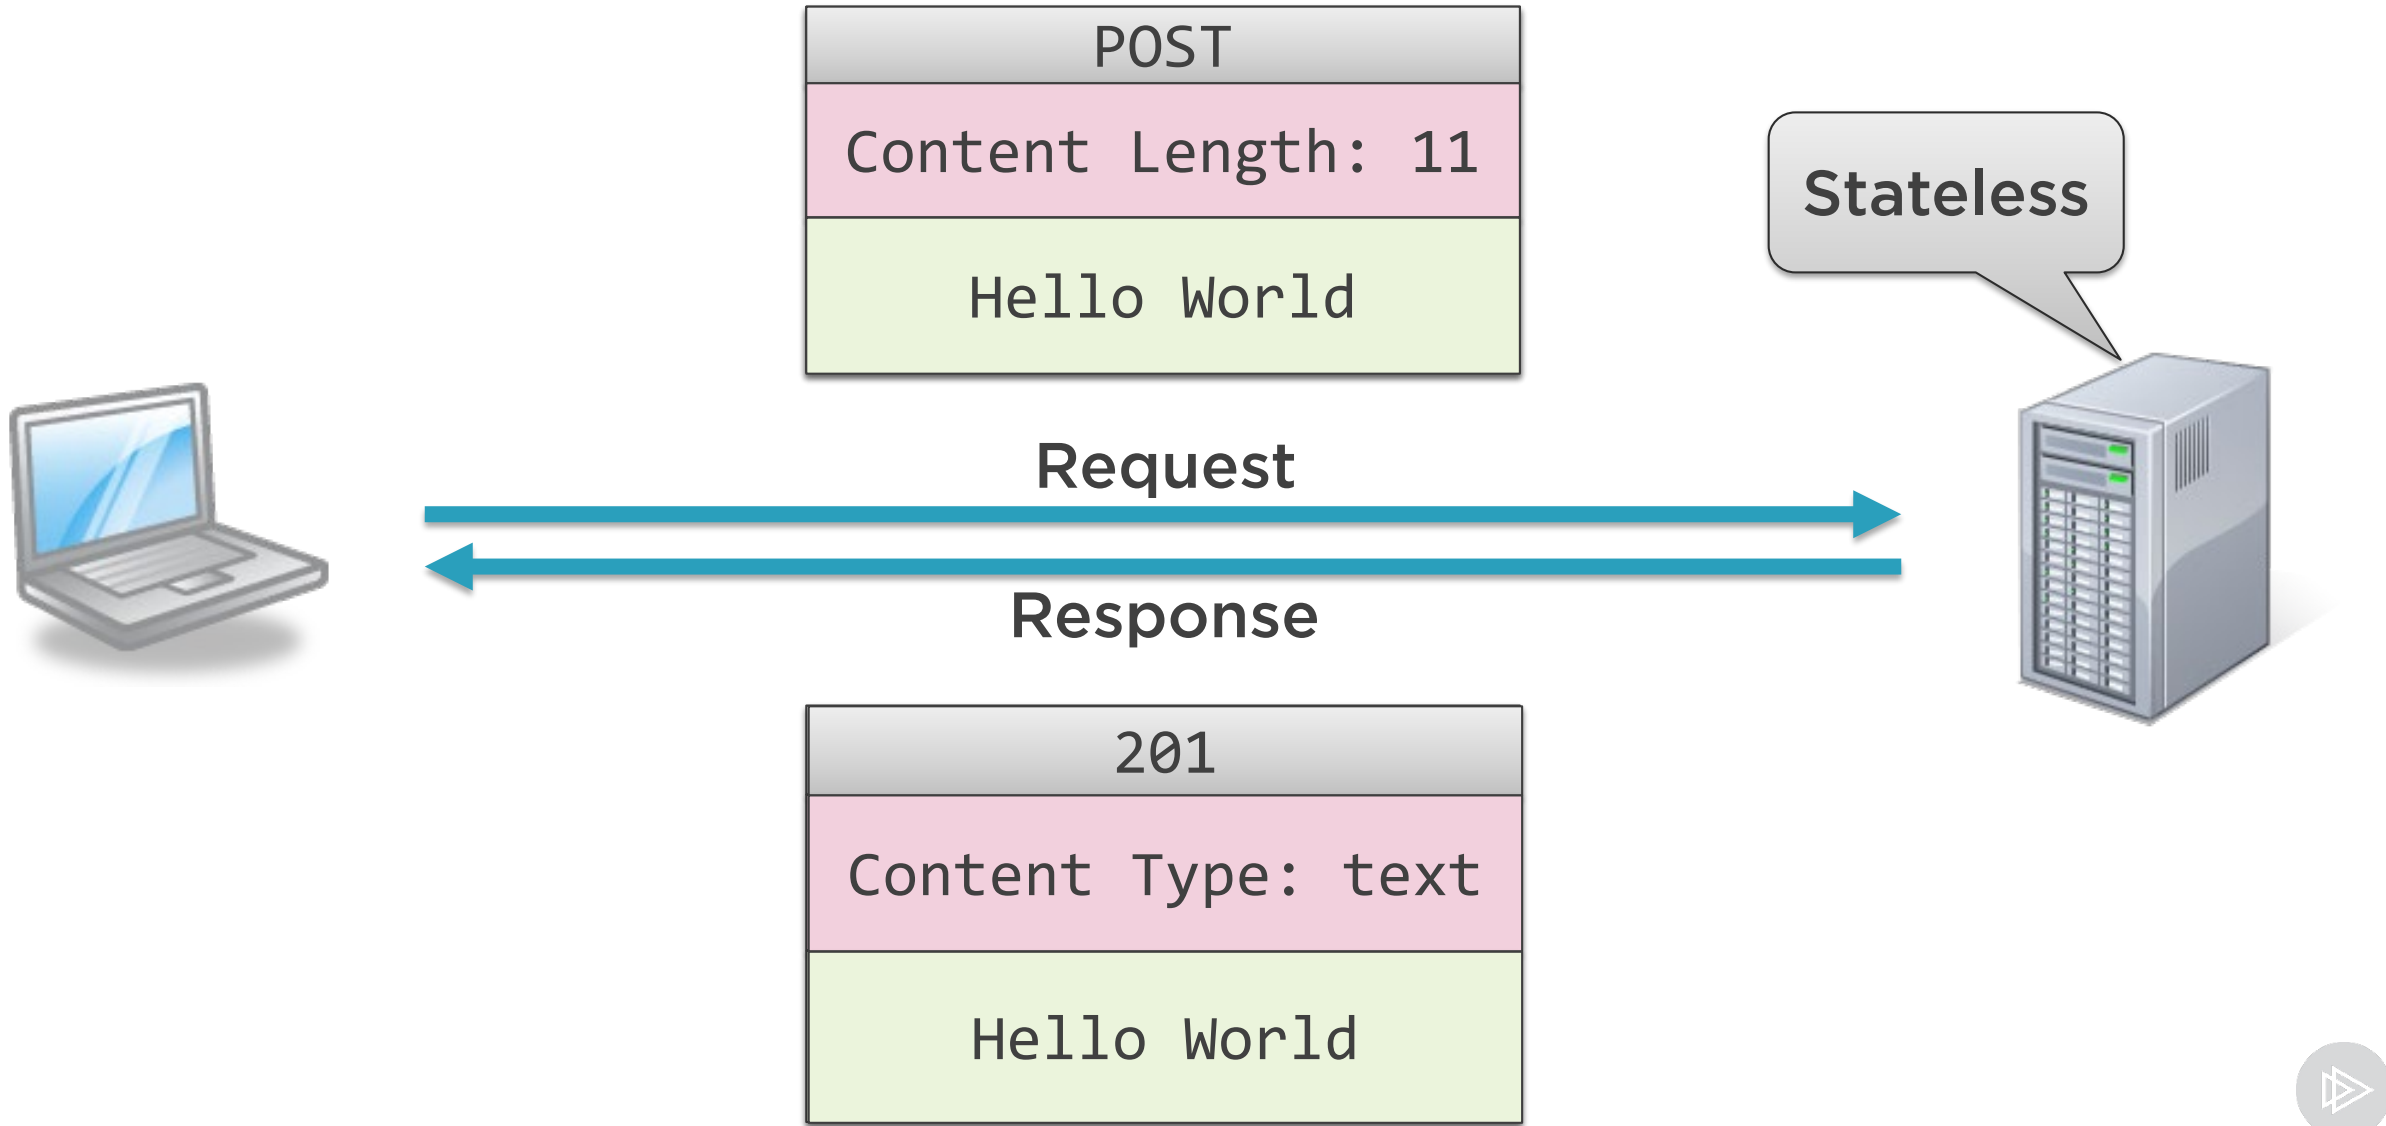 POST
Content Length: 11
Hello World
Stateless
Request
Response
201
Content Type: text
Hello World